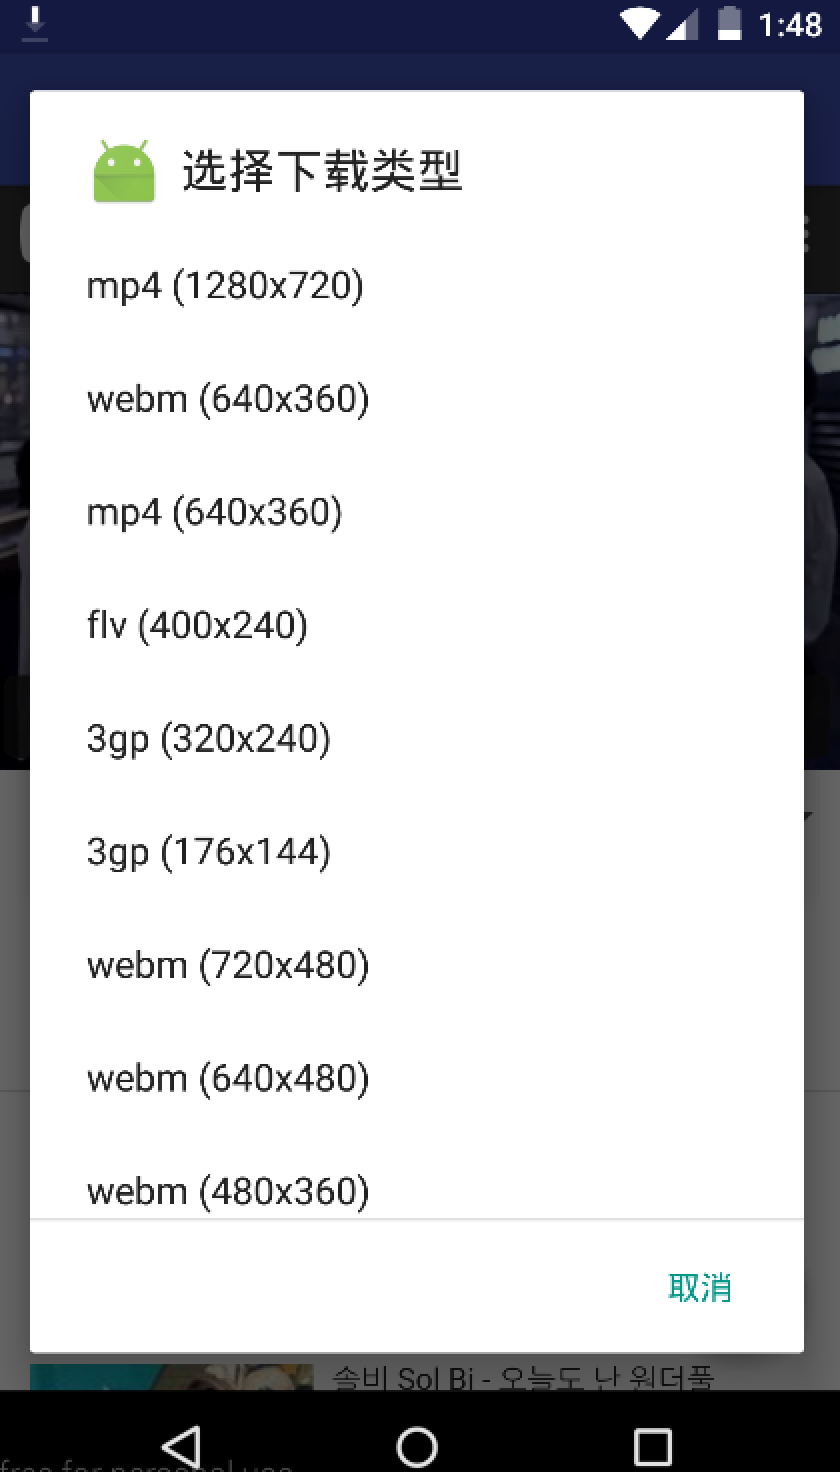 1:48
选择下载类型
mp4 (1280x720)
webm (640x360)
mp4 (640x360)
flv (400x240)
3gp (320x240)
3gp (176x144)
webm (720x480)
webm (640x480)
webm (480x360)
取消
솔비 Sol Bi - 오늘도 난 원더풀
free for personal use